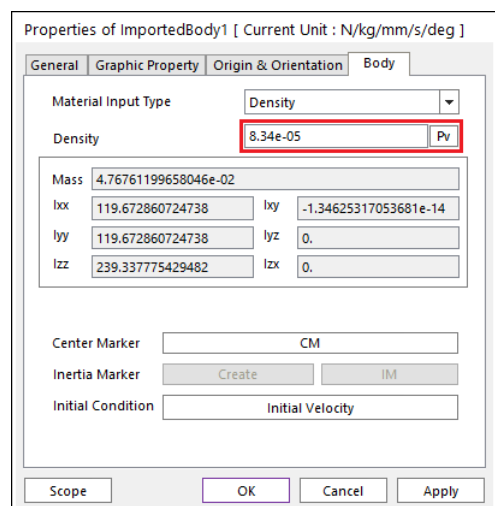 Properties of ImportedBody1 [ Current Unit : N/kg/mm/s/deg ]
General Graphic Property Origin & Orientation Body
Material Input Type Density
Density 8.34e-05 Pv
Mass 4.76761199658046e-02
Ixx 119.672860724738 Ixy -1.34625317053681e-14
Iyy 119.672860724738 Iyz 0.
Izz 239.337775429482 Izx 0.
Center Marker CM
Inertia Marker Create IM
Initial Condition Initial Velocity
Scope OK Cancel Apply